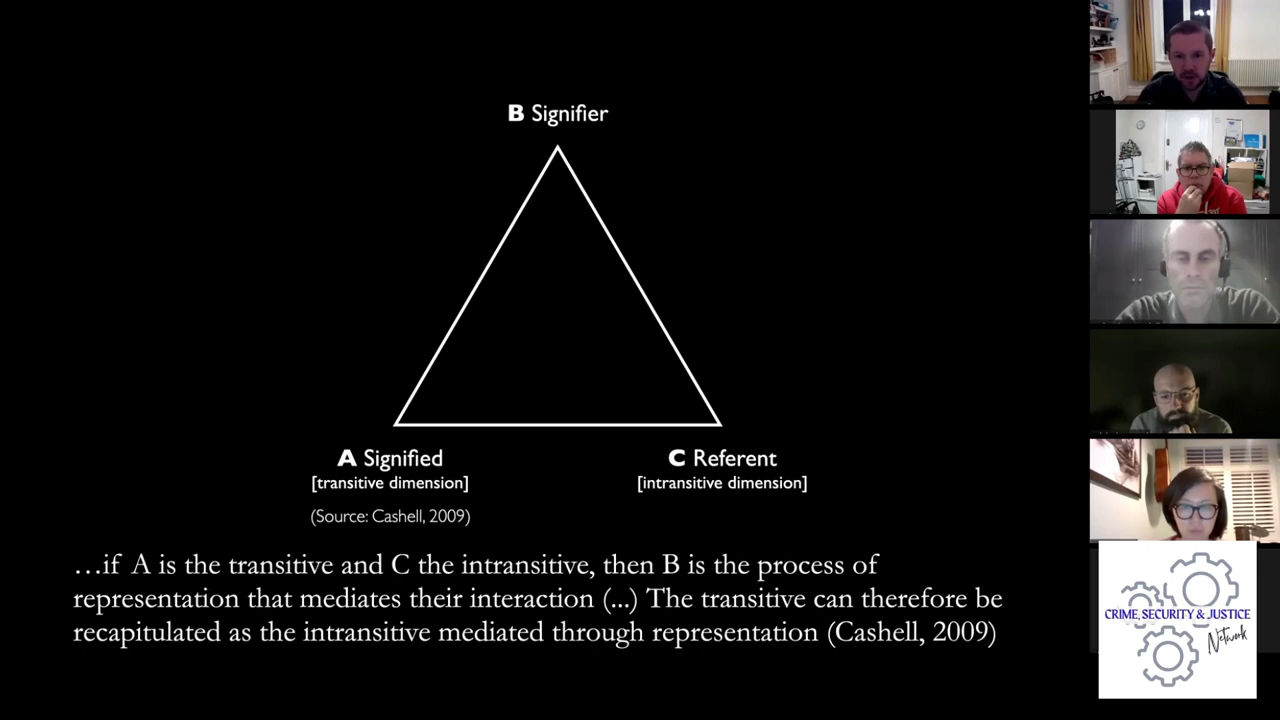 B Signifier
A Signified
C Referent
[transitive dimension]
[intransitive dimension]
(Source: Cashell, 2009)
…if A is the transitive and C the intransitive, then B is the process of
representation that mediates their interaction (...) The transitive can therefore be
recapitulated as the intransitive mediated through representation (Cashell, 2009)
CRIME, SECURITY & JUSTICE
Network